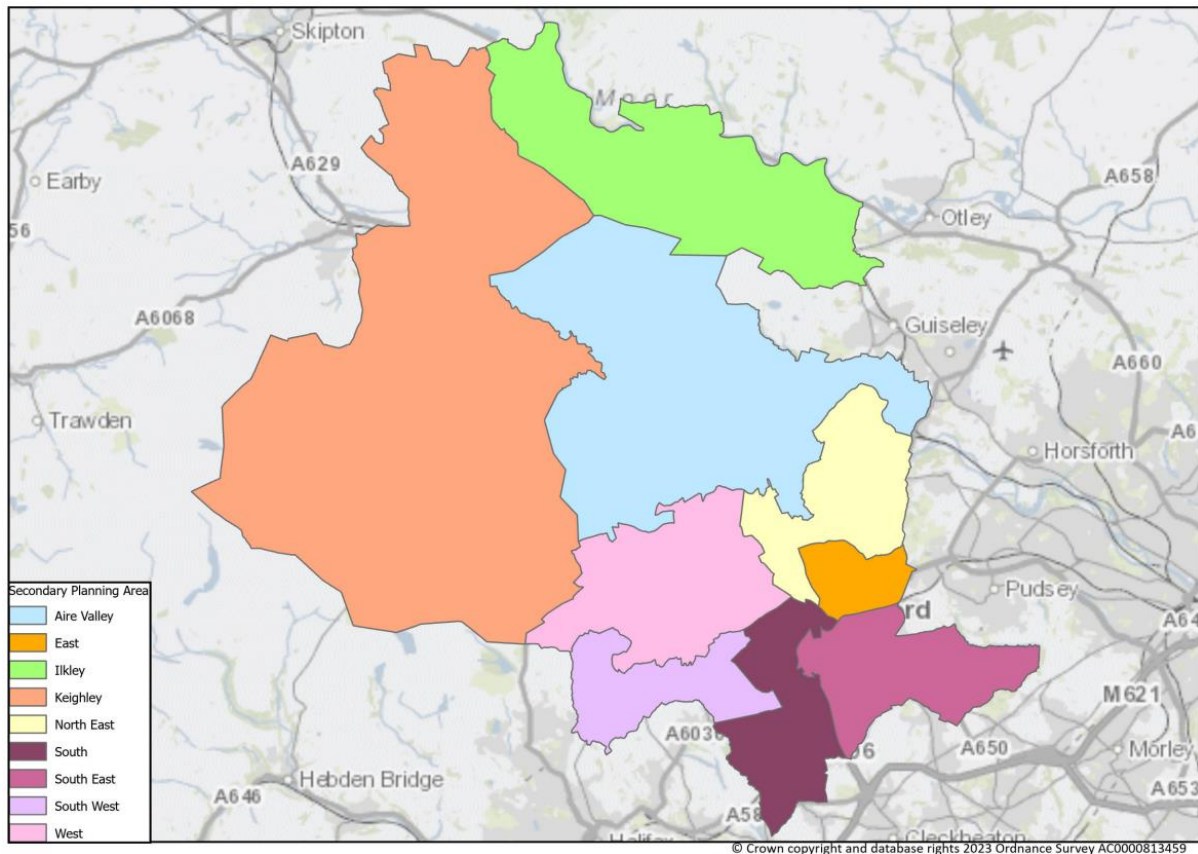 Skipton
Moor
A629
Earby
A658
Otley
56
A6068
Guiseley
A660
Trawden
A6
Horsforth
Secondary Planning Area
Aire Valley
East
Ilkley
Keighley
North East
South
South East
South West
West
Pudsey
rd
A64
M621
A6036
96
A650
Morley
Hebden Bridge
A646
A58
A653
Halifax
Cleckheaton
© Crown copyright and database rights 2023 Ordnance Survey AC0000813459